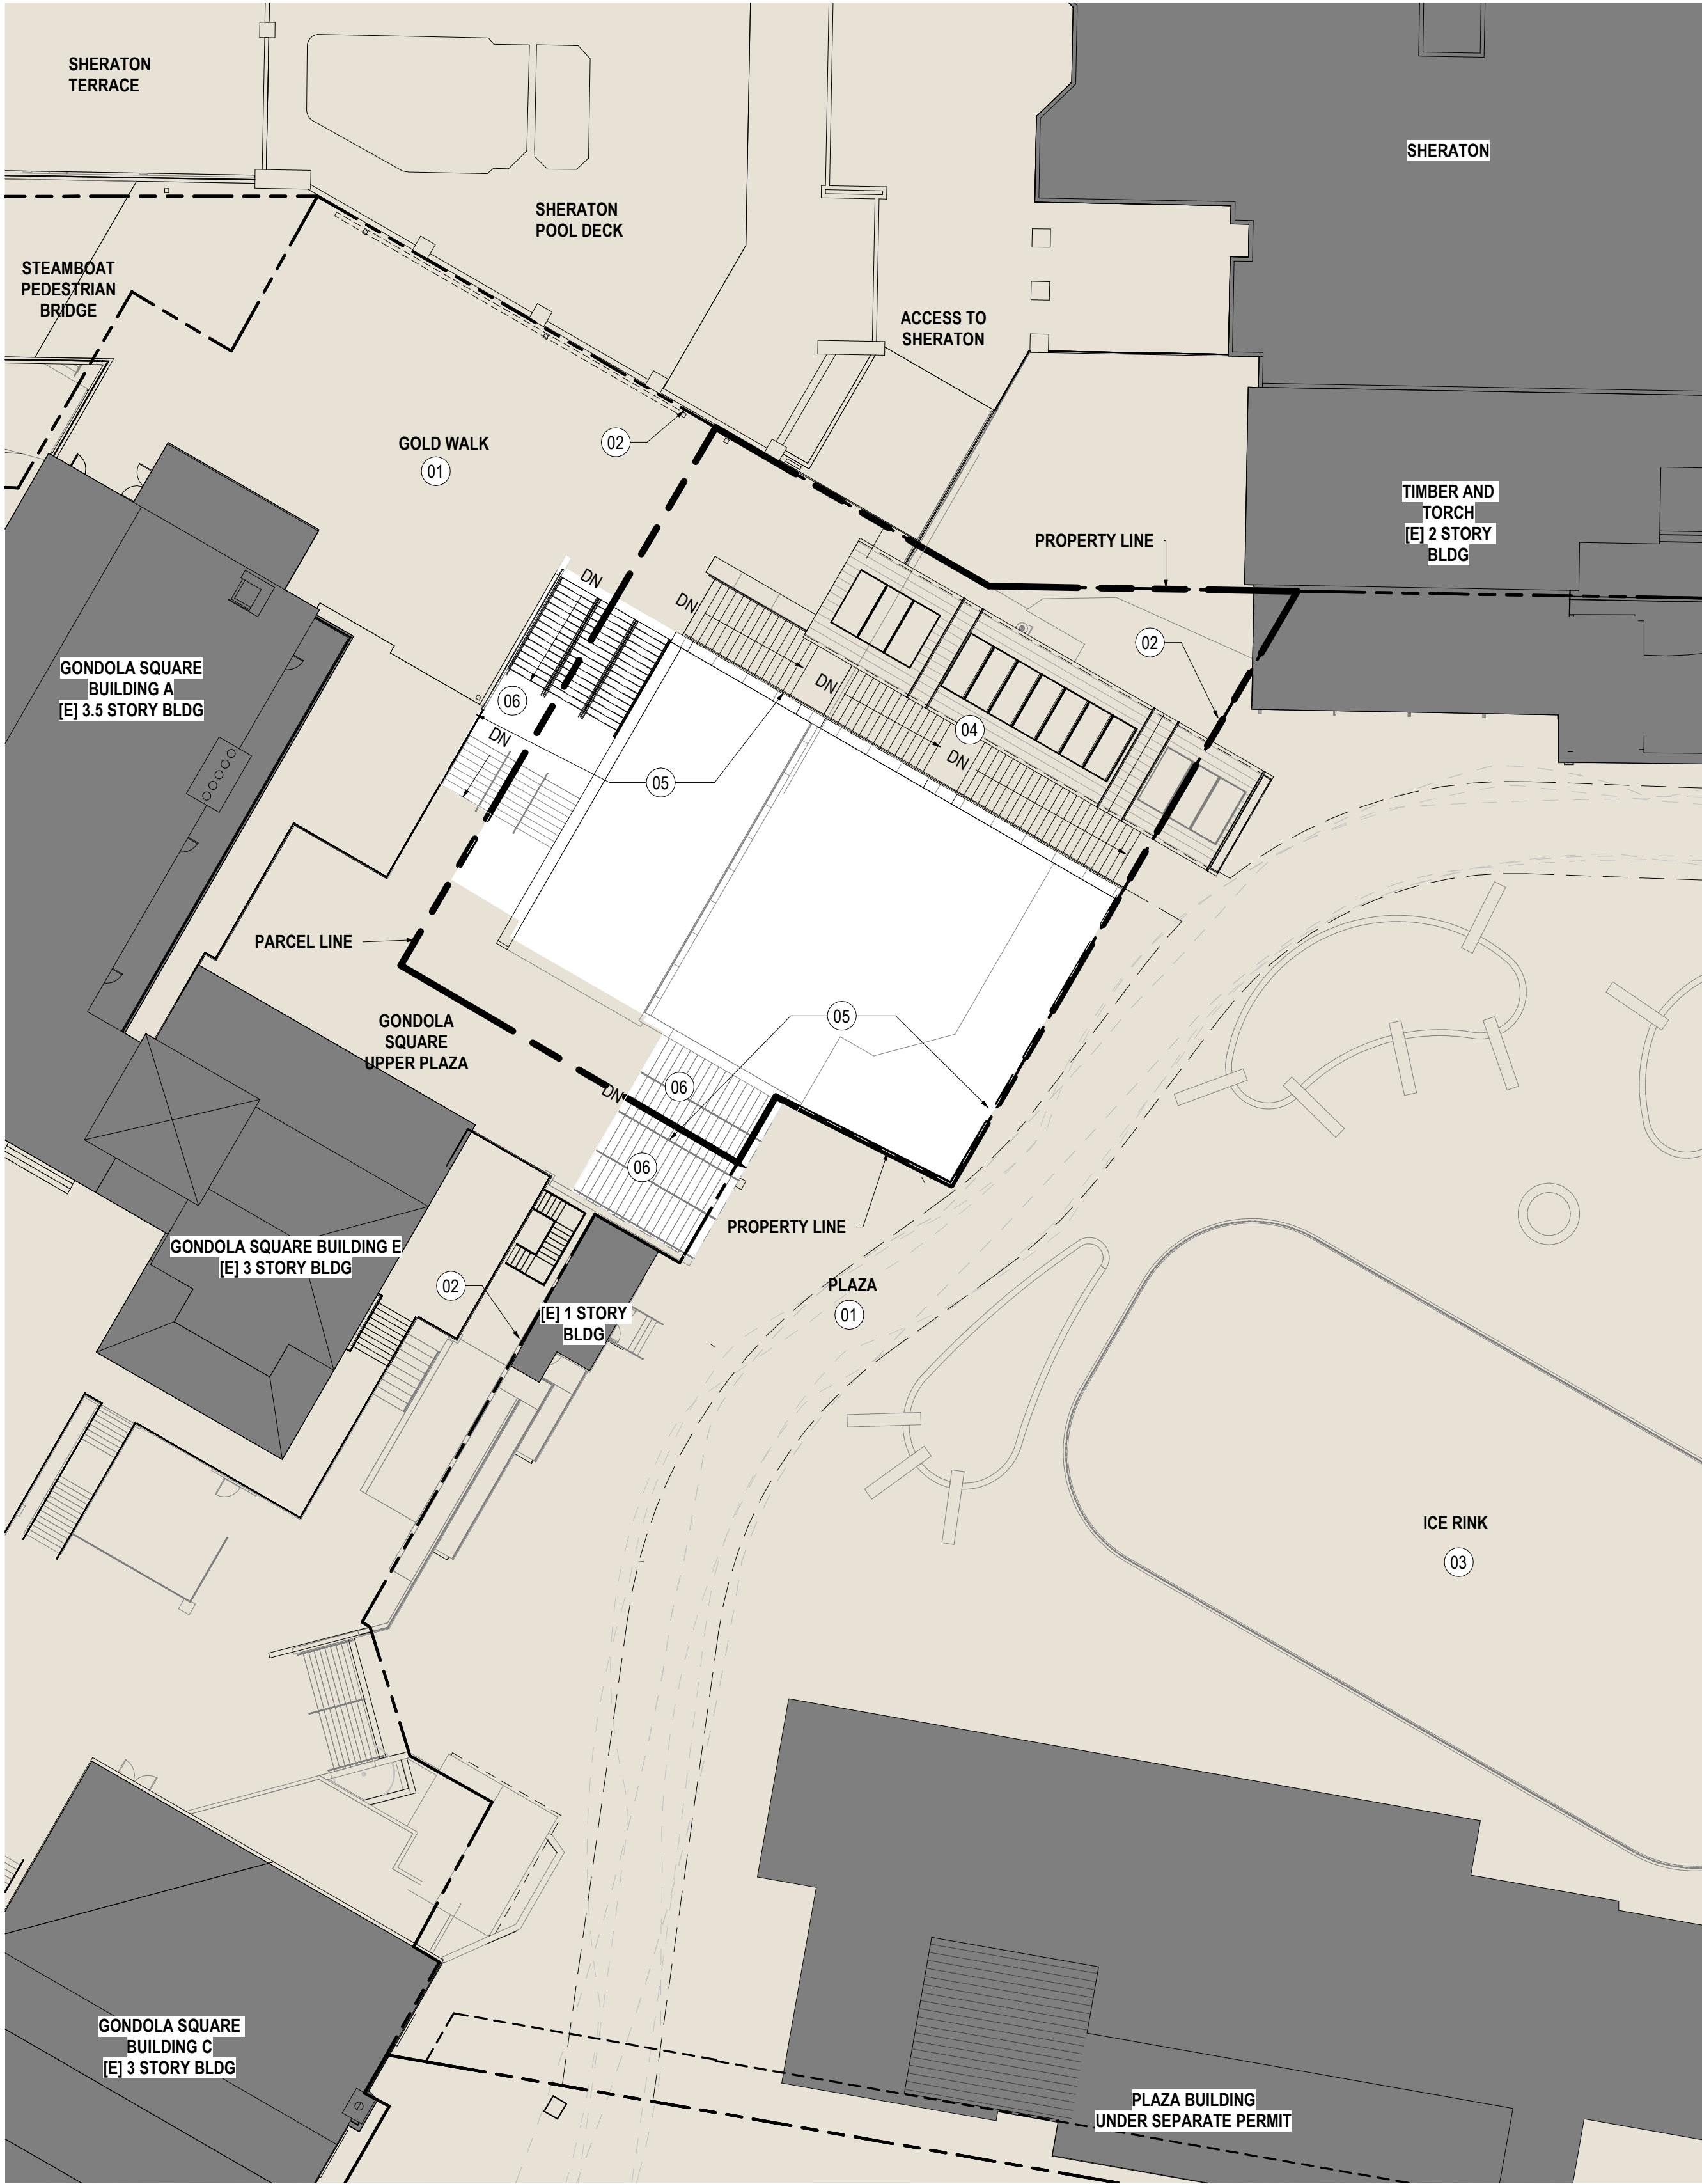 SHERATON
TERRACE
SHERATON
SHERATON
POOL DECK
STEAMBOAT
PEDESTRIAN
BRIDGE
ACCESS TO
SHERATON
GOLD WALK
01
02
TIMBER AND
TORCH
[E] 2 STORY
BLDG
PROPERTY LINE
DN
DN
02
GONDOLA SQUARE
BUILDING A
[E] 3.5 STORY BLDG
06
DN
04
DN
DN
05
PARCEL LINE
GONDOLA
SQUARE
UPPER PLAZA
05
06
DN
06
PROPERTY LINE
GONDOLA SQUARE BUILDING E
[E] 3 STORY BLDG
02
[E] 1 STORY
BLDG
PLAZA
01
ICE RINK
03
GONDOLA SQUARE
BUILDING C
[E] 3 STORY BLDG
PLAZA BUILDING
UNDER SEPARATE PERMIT